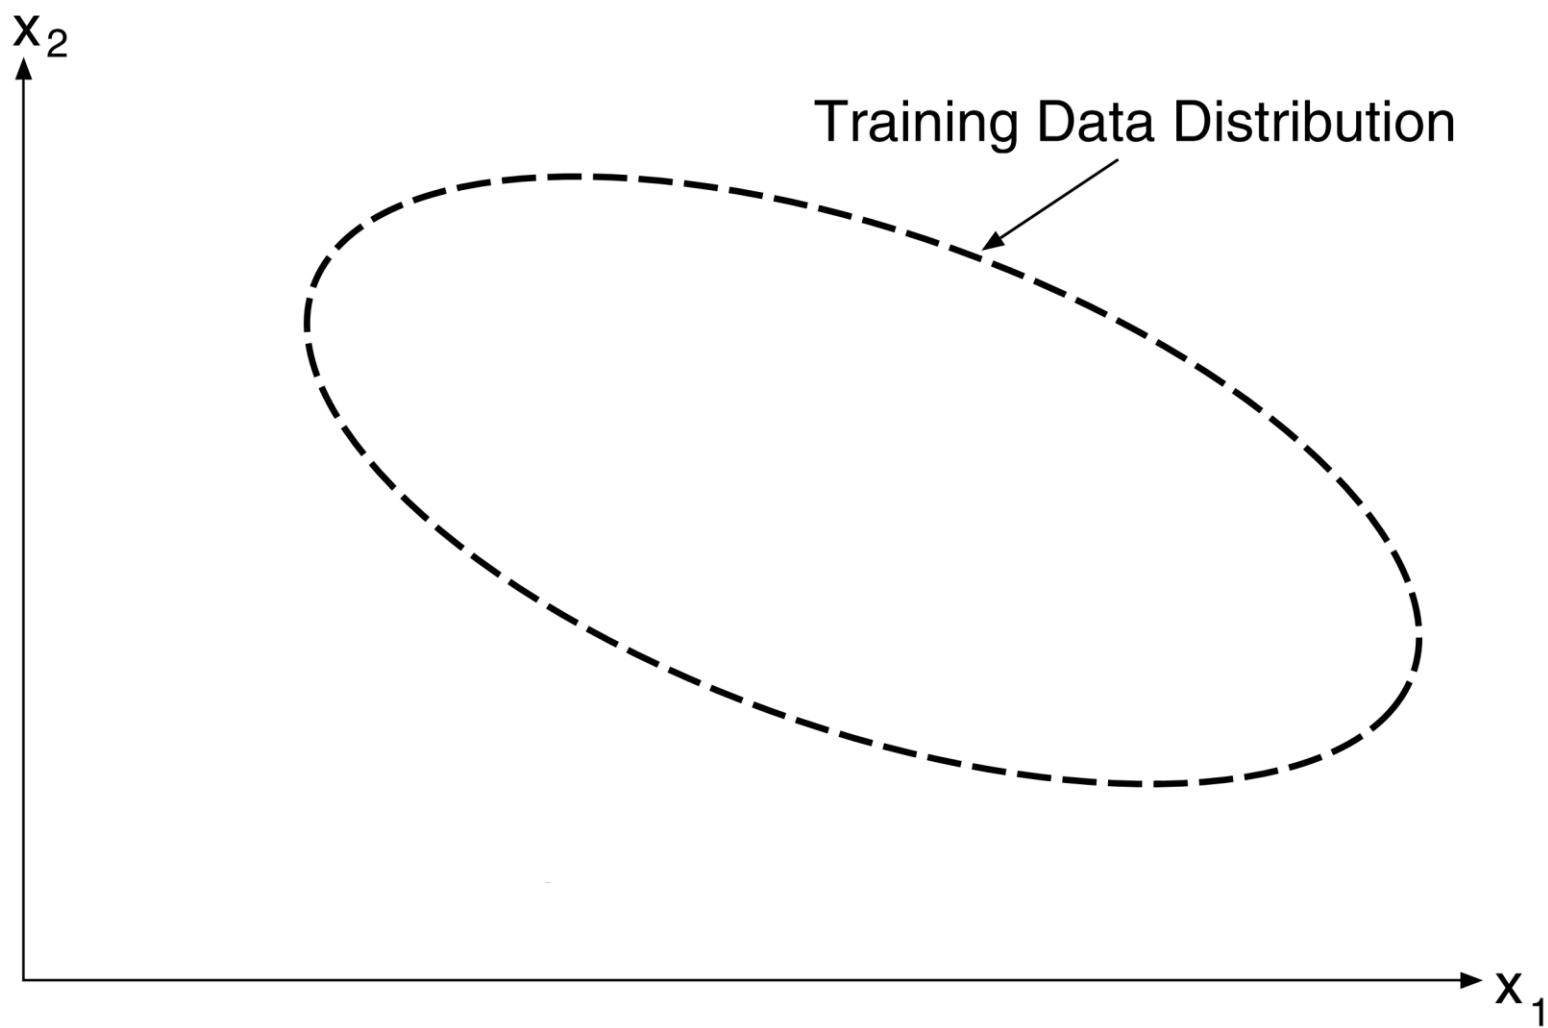 x₂
Training Data Distribution
x₁